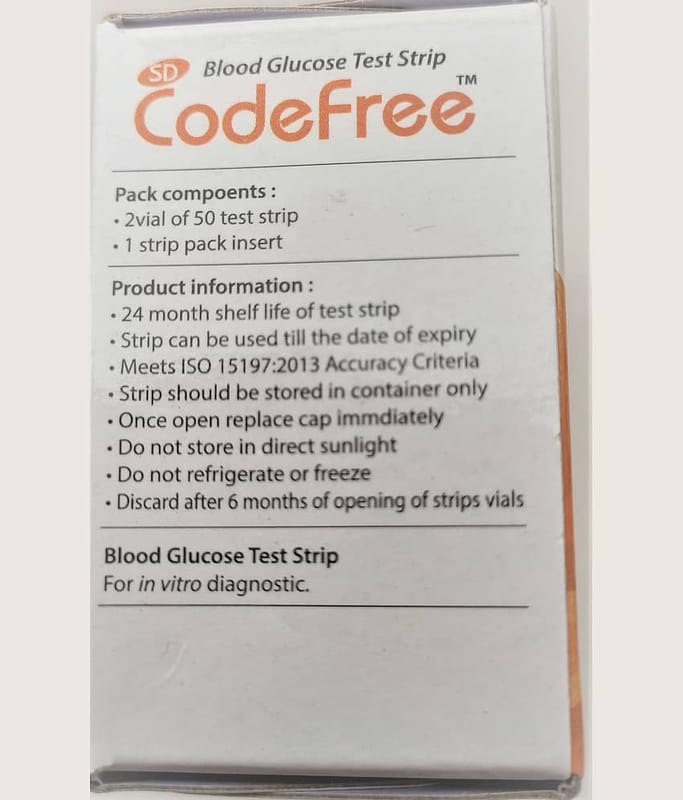 SD Blood Glucose Test Strip
CodeFree™
Pack compoents :
• 2vial of 50 test strip
• 1 strip pack insert
Product information :
• 24 month shelf life of test strip
• Strip can be used till the date of expiry
• Meets ISO 15197:2013 Accuracy Criteria
• Strip should be stored in container only
• Once open replace cap immdiately
• Do not store in direct sunlight
• Do not refrigerate or freeze
• Discard after 6 months of opening of strips vials
Blood Glucose Test Strip
For in vitro diagnostic.